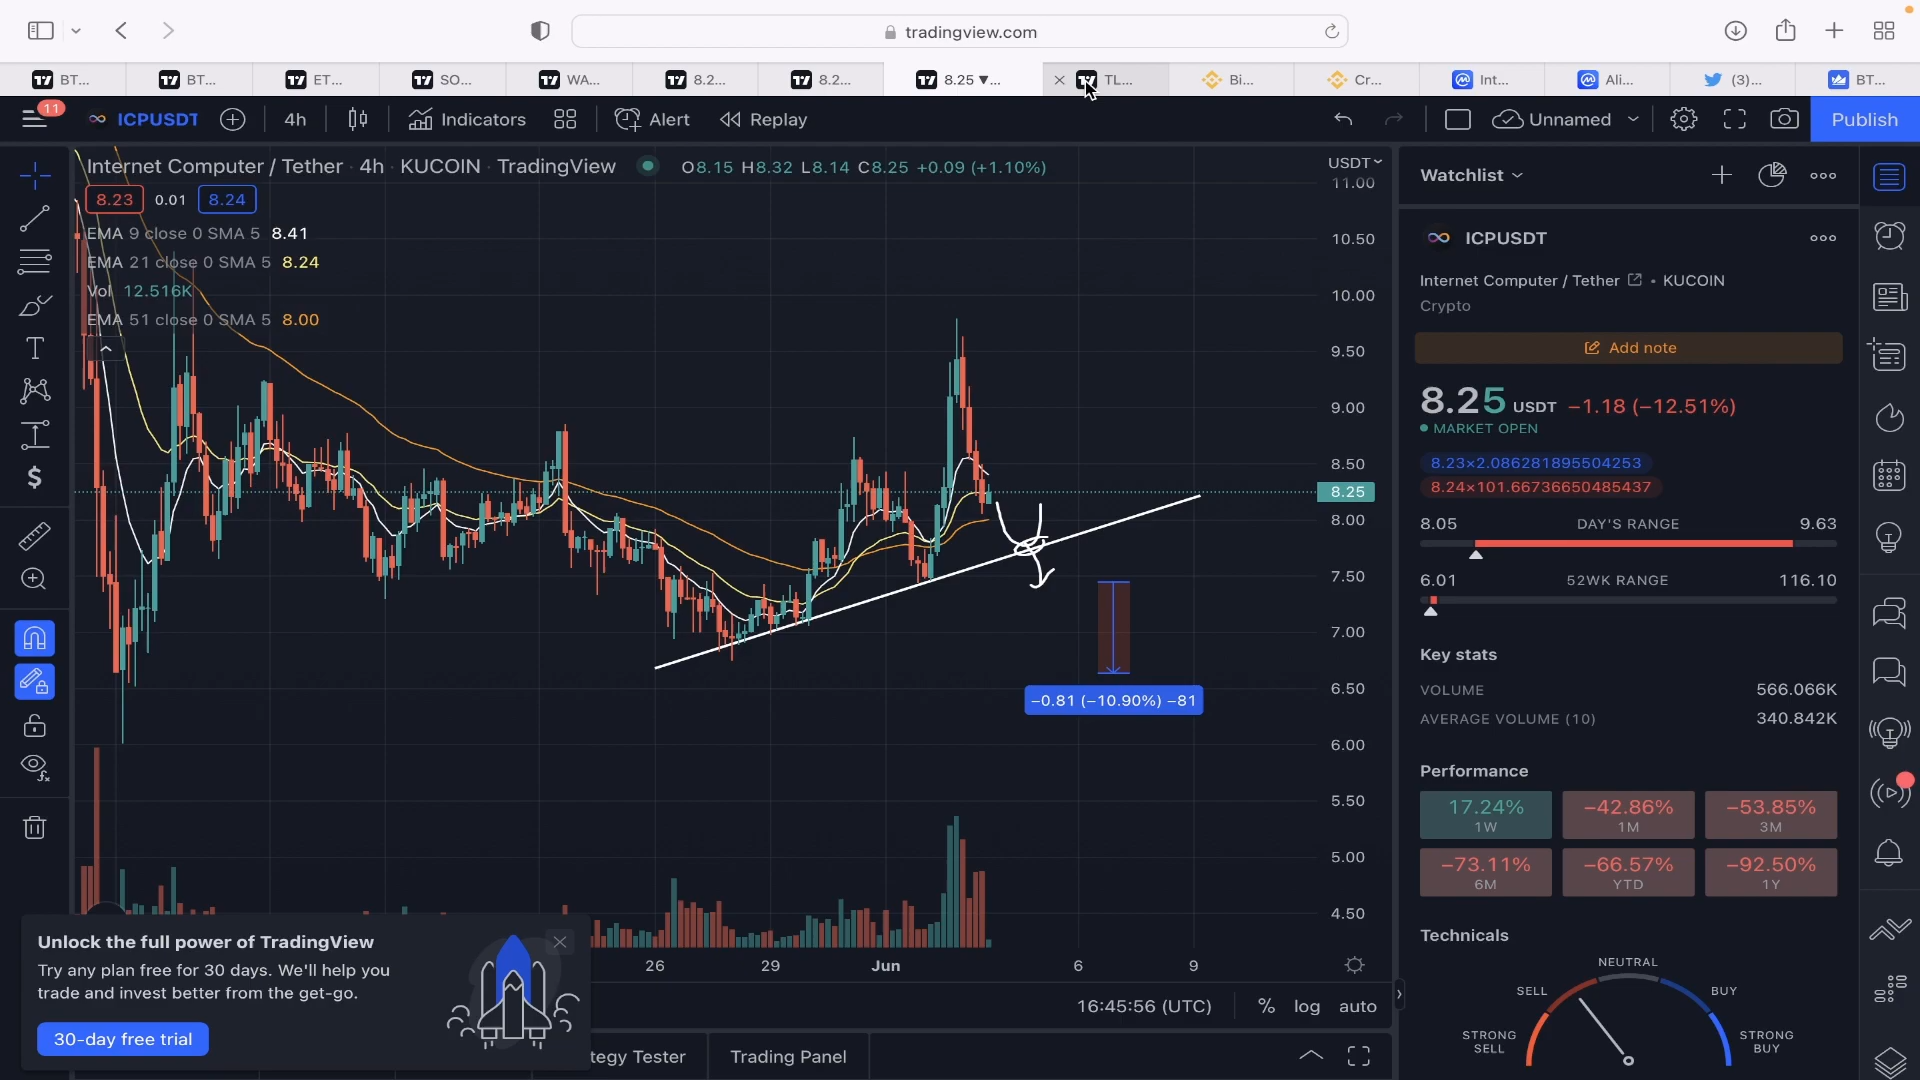 tradingview.com
BT...
BT...
ET...
SO...
WA...
8.2...
8.2...
8.25 ▼...
TL...
Bi...
Cr...
Int...
Ali...
(3)...
BT...
11
ICPUSDT
4h
Indicators
Alert
Replay
Unnamed
Publish
Internet Computer / Tether · 4h · KUCOIN · TradingView
O8.15 H8.32 L8.14 C8.25 +0.09 (+1.10%)
8.23 0.01 8.24
EMA 9 close 0 SMA 5 8.41
EMA 21 close 0 SMA 5 8.24
Vol 12.516K
EMA 51 close 0 SMA 5 8.00
USDT
11.00
10.50
10.00
9.50
9.00
8.50
8.25
8.00
7.50
7.00
6.50
6.00
5.50
5.00
4.50
−0.81 (−10.90%) −81
26
29
Jun
6
9
16:45:56 (UTC)
%
log
auto
tegy Tester
Trading Panel
Unlock the full power of TradingView
Try any plan free for 30 days. We'll help you
trade and invest better from the get-go.
30-day free trial
Watchlist
ICPUSDT
Internet Computer / Tether • KUCOIN
Crypto
Add note
8.25 USDT −1.18 (−12.51%)
MARKET OPEN
8.23×2.086281895504253
8.24×101.66736650485437
8.05 DAY'S RANGE 9.63
6.01 52WK RANGE 116.10
Key stats
VOLUME 566.066K
AVERAGE VOLUME (10) 340.842K
Performance
17.24% −42.86% −53.85%
1W 1M 3M
−73.11% −66.57% −92.50%
6M YTD 1Y
Technicals
NEUTRAL
SELL BUY
STRONG SELL
STRONG BUY